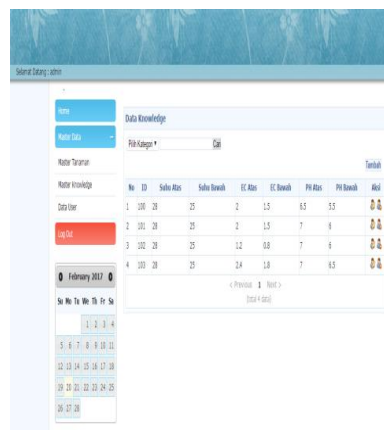 Selamat Datang : admin
Home
Master Data
Master Tanaman
Master Knowledge
Data User
Log Out
February 2017
Su Mo Tu We Th Fr Sa
1 2 3 4
5 6 7 8 9 10 11
12 13 14 15 16 17 18
19 20 21 22 23 24 25
26 27 28
Data Knowledge
Pilih Kategori Cari
Tambah
No ID Suhu Atas Suhu Bawah EC Atas EC Bawah PH Atas PH Bawah Aksi
1 100 28 25 2 1.5 6.5 5.5
2 101 28 25 2 1.5 7 6
3 102 28 25 1.2 0.8 7 6
4 103 28 25 2.4 1.8 7 6.5
< Previous 1 Next >
[total 4 data]